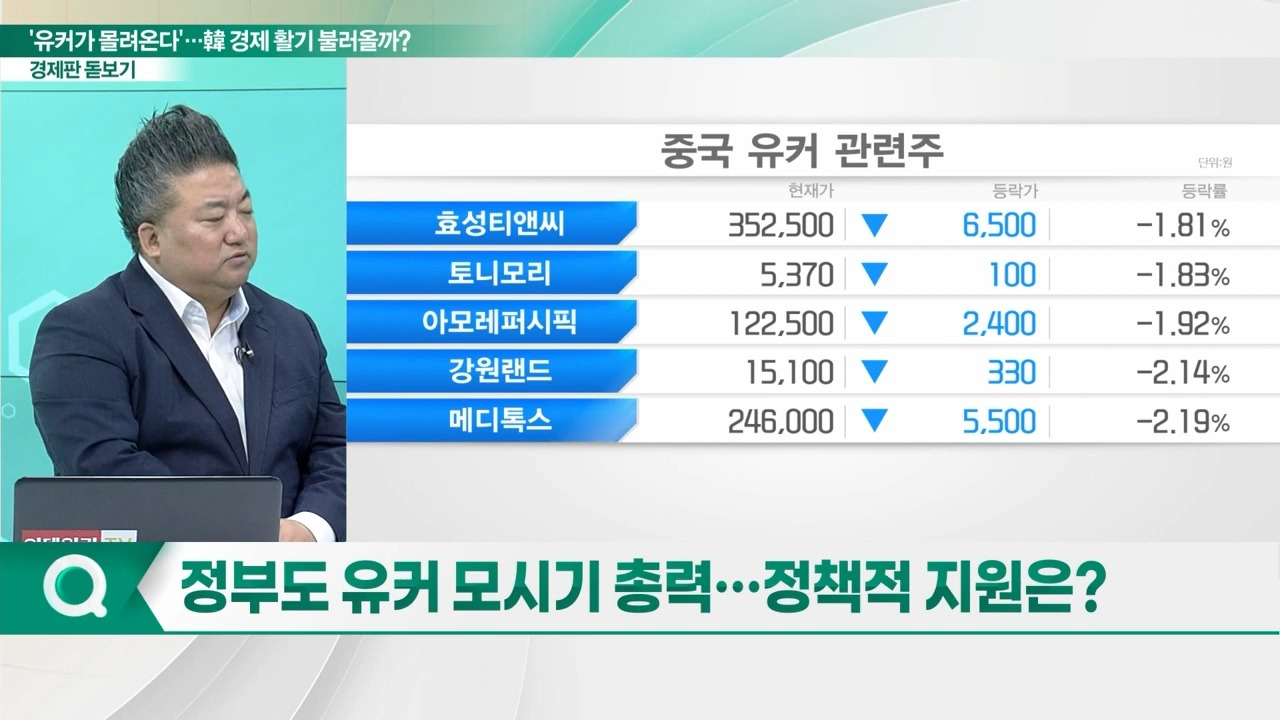 '유커가 몰려온다'…韓 경제 활기 불러올까?
경제판 돋보기
중국 유커 관련주
단위:원
현재가 등락가 등락률
효성티앤씨 352,500 ▼ 6,500 -1.81%
토니모리 5,370 ▼ 100 -1.83%
아모레퍼시픽 122,500 ▼ 2,400 -1.92%
강원랜드 15,100 ▼ 330 -2.14%
메디톡스 246,000 ▼ 5,500 -2.19%
정부도 유커 모시기 총력…정책적 지원은?